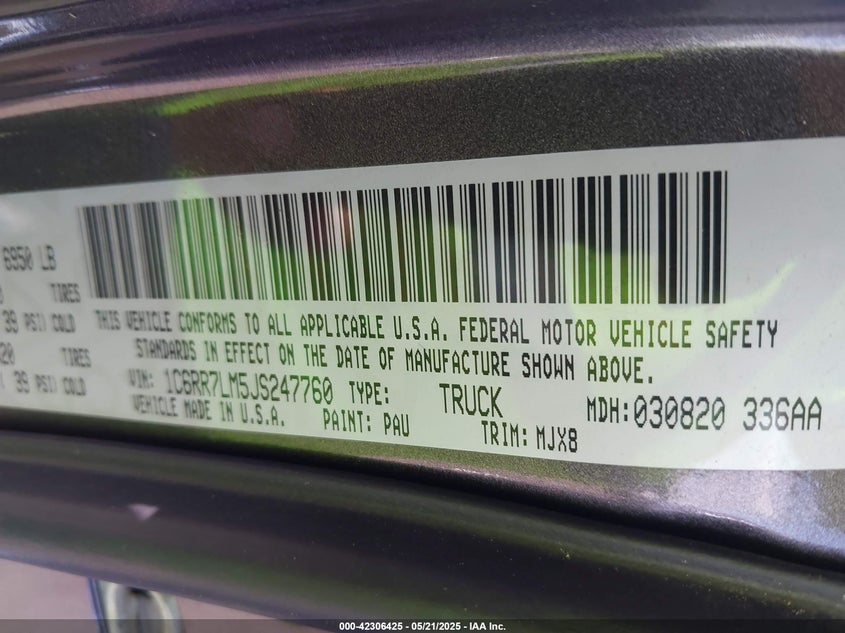 6950 LB
TIRES
39 PSI/COLD
20 TIRES
39 PSI/COLD
THIS VEHICLE CONFORMS TO ALL APPLICABLE U.S.A. FEDERAL MOTOR VEHICLE SAFETY
STANDARDS IN EFFECT ON THE DATE OF MANUFACTURE SHOWN ABOVE.
VIN: 1C6RR7LM5JS247760 TYPE: TRUCK MDH:030820 336AA
VEHICLE MADE IN U.S.A. PAINT: PAU TRIM: MJX8
000-42306425 - 05/21/2025 - IAA Inc.